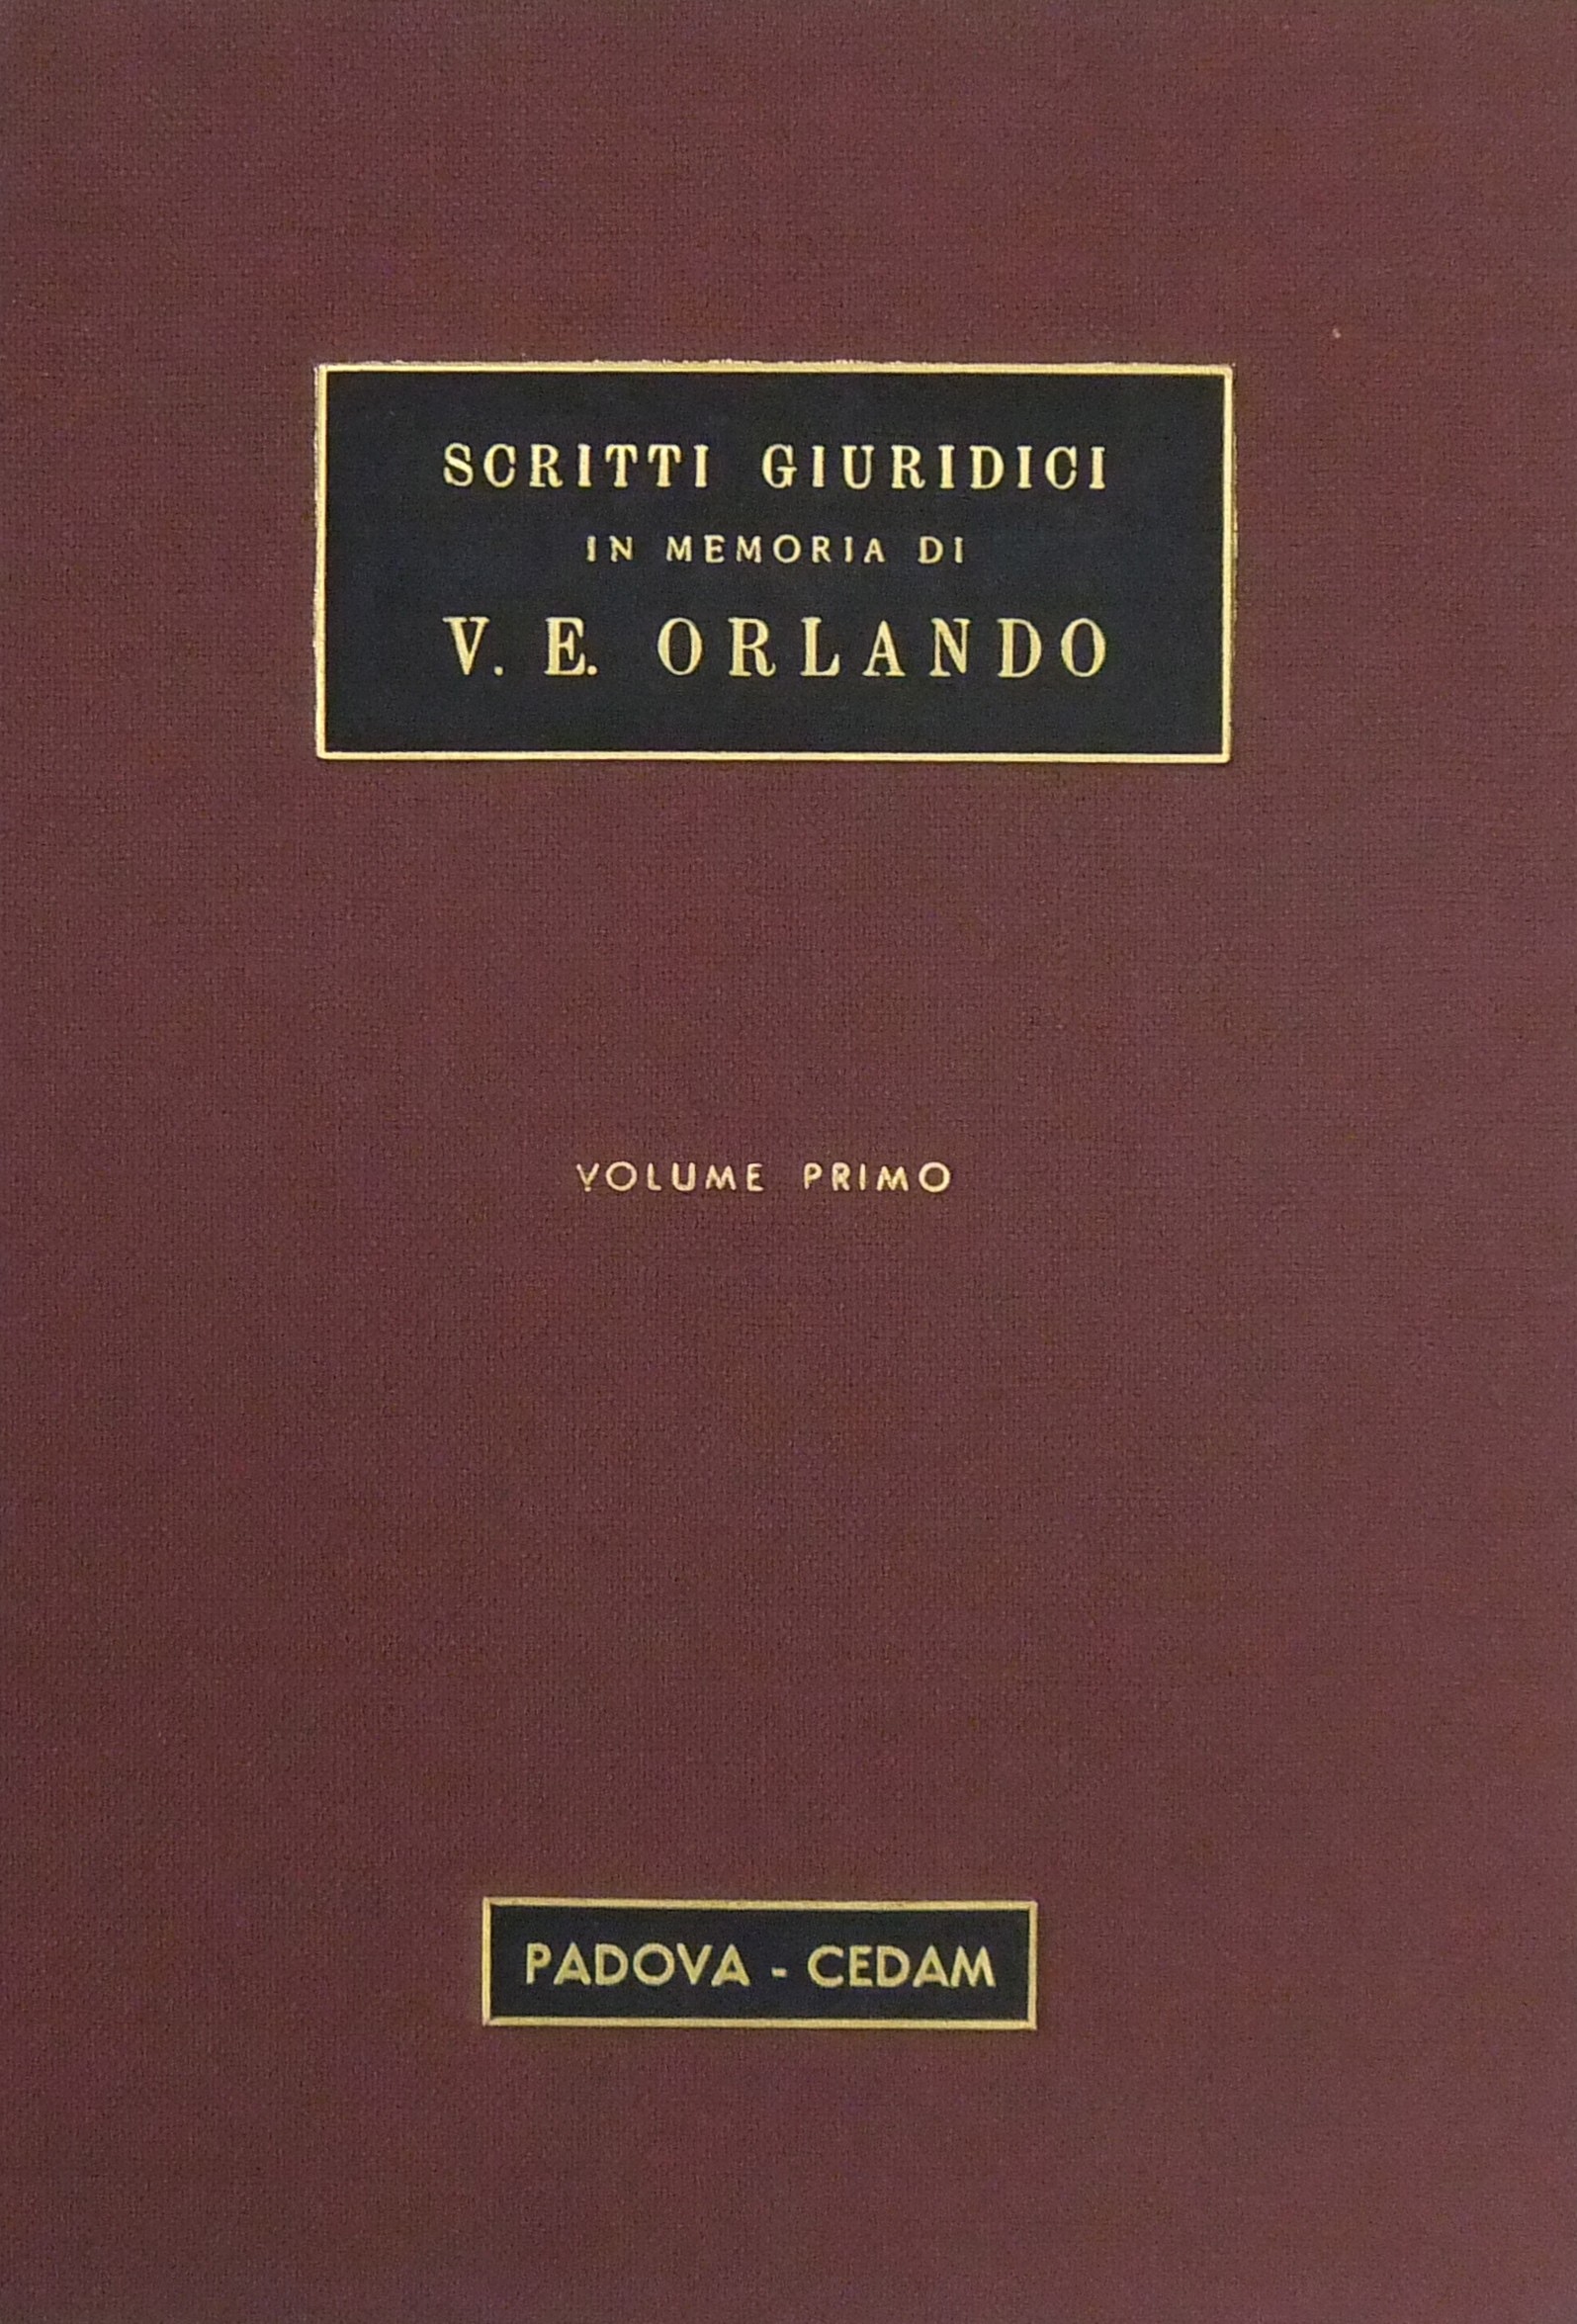 SCRITTI GIURIDICI
IN MEMORIA DI
V. E. ORLANDO
VOLUME PRIMO
PADOVA - CEDAM